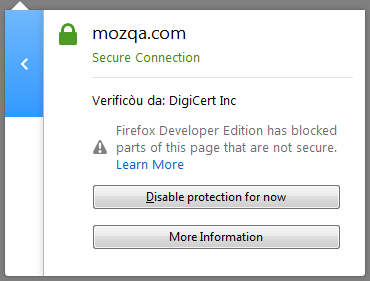 mozqa.com
Secure Connection
Verificòu da: DigiCert Inc
Firefox Developer Edition has blocked
parts of this page that are not secure.
Learn More
Disable protection for now
More Information